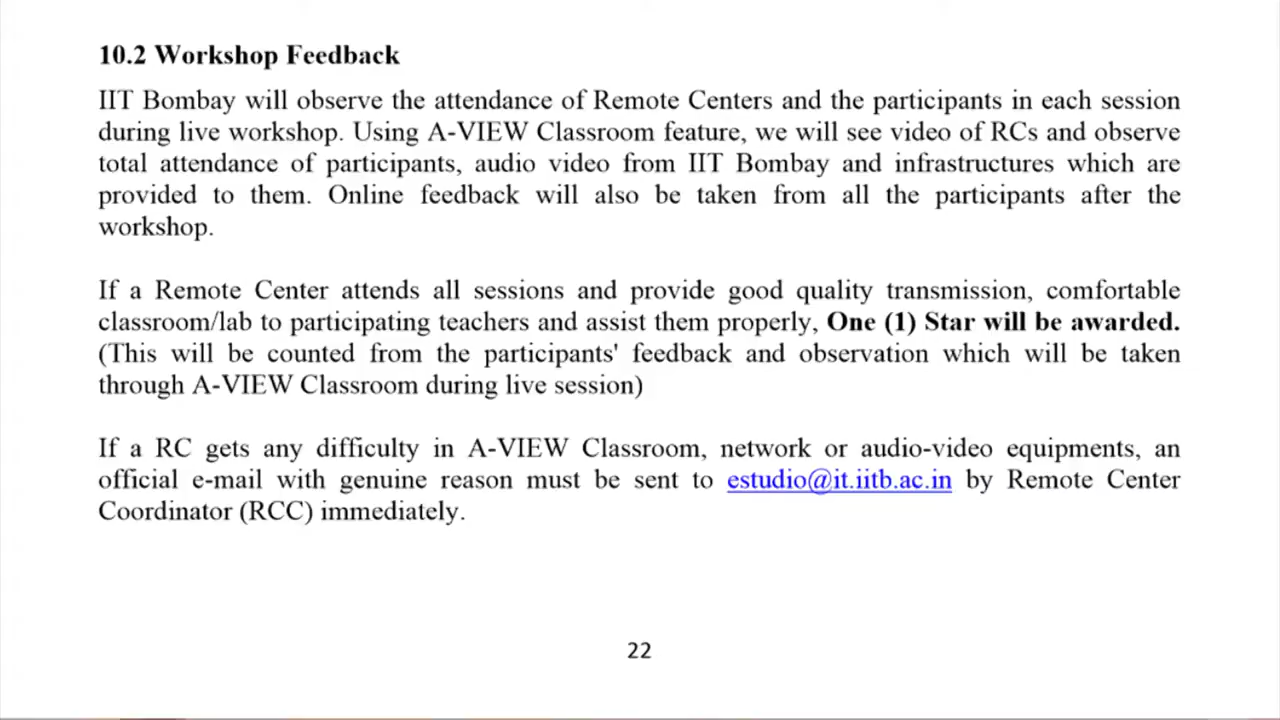 10.2 Workshop Feedback
IIT Bombay will observe the attendance of Remote Centers and the participants in each session
during live workshop. Using A-VIEW Classroom feature, we will see video of RCs and observe
total attendance of participants, audio video from IIT Bombay and infrastructures which are
provided to them. Online feedback will also be taken from all the participants after the
workshop.
If a Remote Center attends all sessions and provide good quality transmission, comfortable
classroom/lab to participating teachers and assist them properly, One (1) Star will be awarded.
(This will be counted from the participants' feedback and observation which will be taken
through A-VIEW Classroom during live session)
If a RC gets any difficulty in A-VIEW Classroom, network or audio-video equipments, an
official e-mail with genuine reason must be sent to estudio@it.iitb.ac.in by Remote Center
Coordinator (RCC) immediately.
22